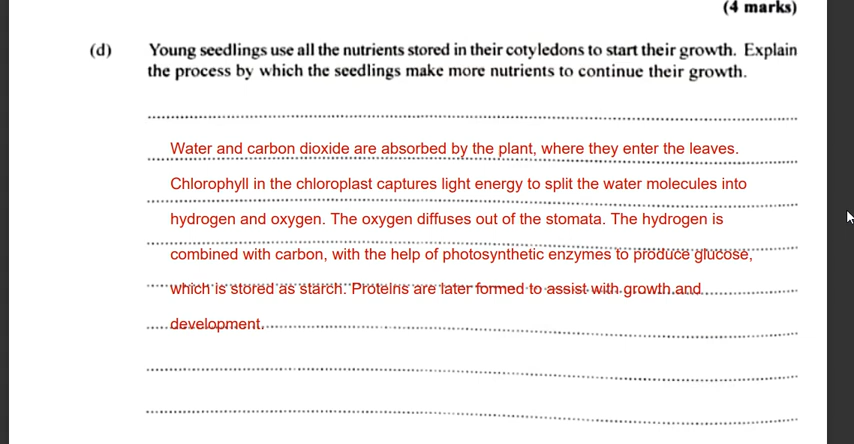 (4 marks)
(d) Young seedlings use all the nutrients stored in their cotyledons to start their growth. Explain
the process by which the seedlings make more nutrients to continue their growth.
Water and carbon dioxide are absorbed by the plant, where they enter the leaves.
Chlorophyll in the chloroplast captures light energy to split the water molecules into
hydrogen and oxygen. The oxygen diffuses out of the stomata. The hydrogen is
combined with carbon, with the help of photosynthetic enzymes to produce glucose,
which is stored as starch. Proteins are later formed to assist with growth and
development.